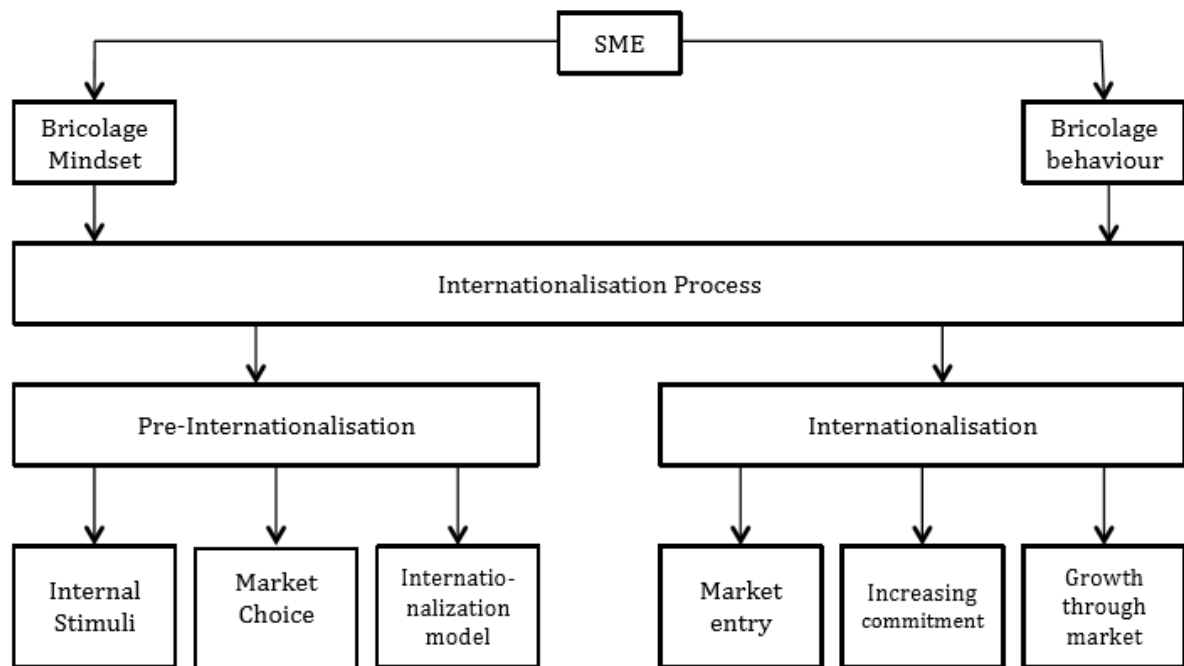 SME
Bricolage
Mindset
Bricolage
behaviour
Internationalisation Process
Pre-Internationalisation
Internationalisation
Internal
Stimuli
Market
Choice
Internatio-
nalization
model
Market
entry
Increasing
commitment
Growth
through
market